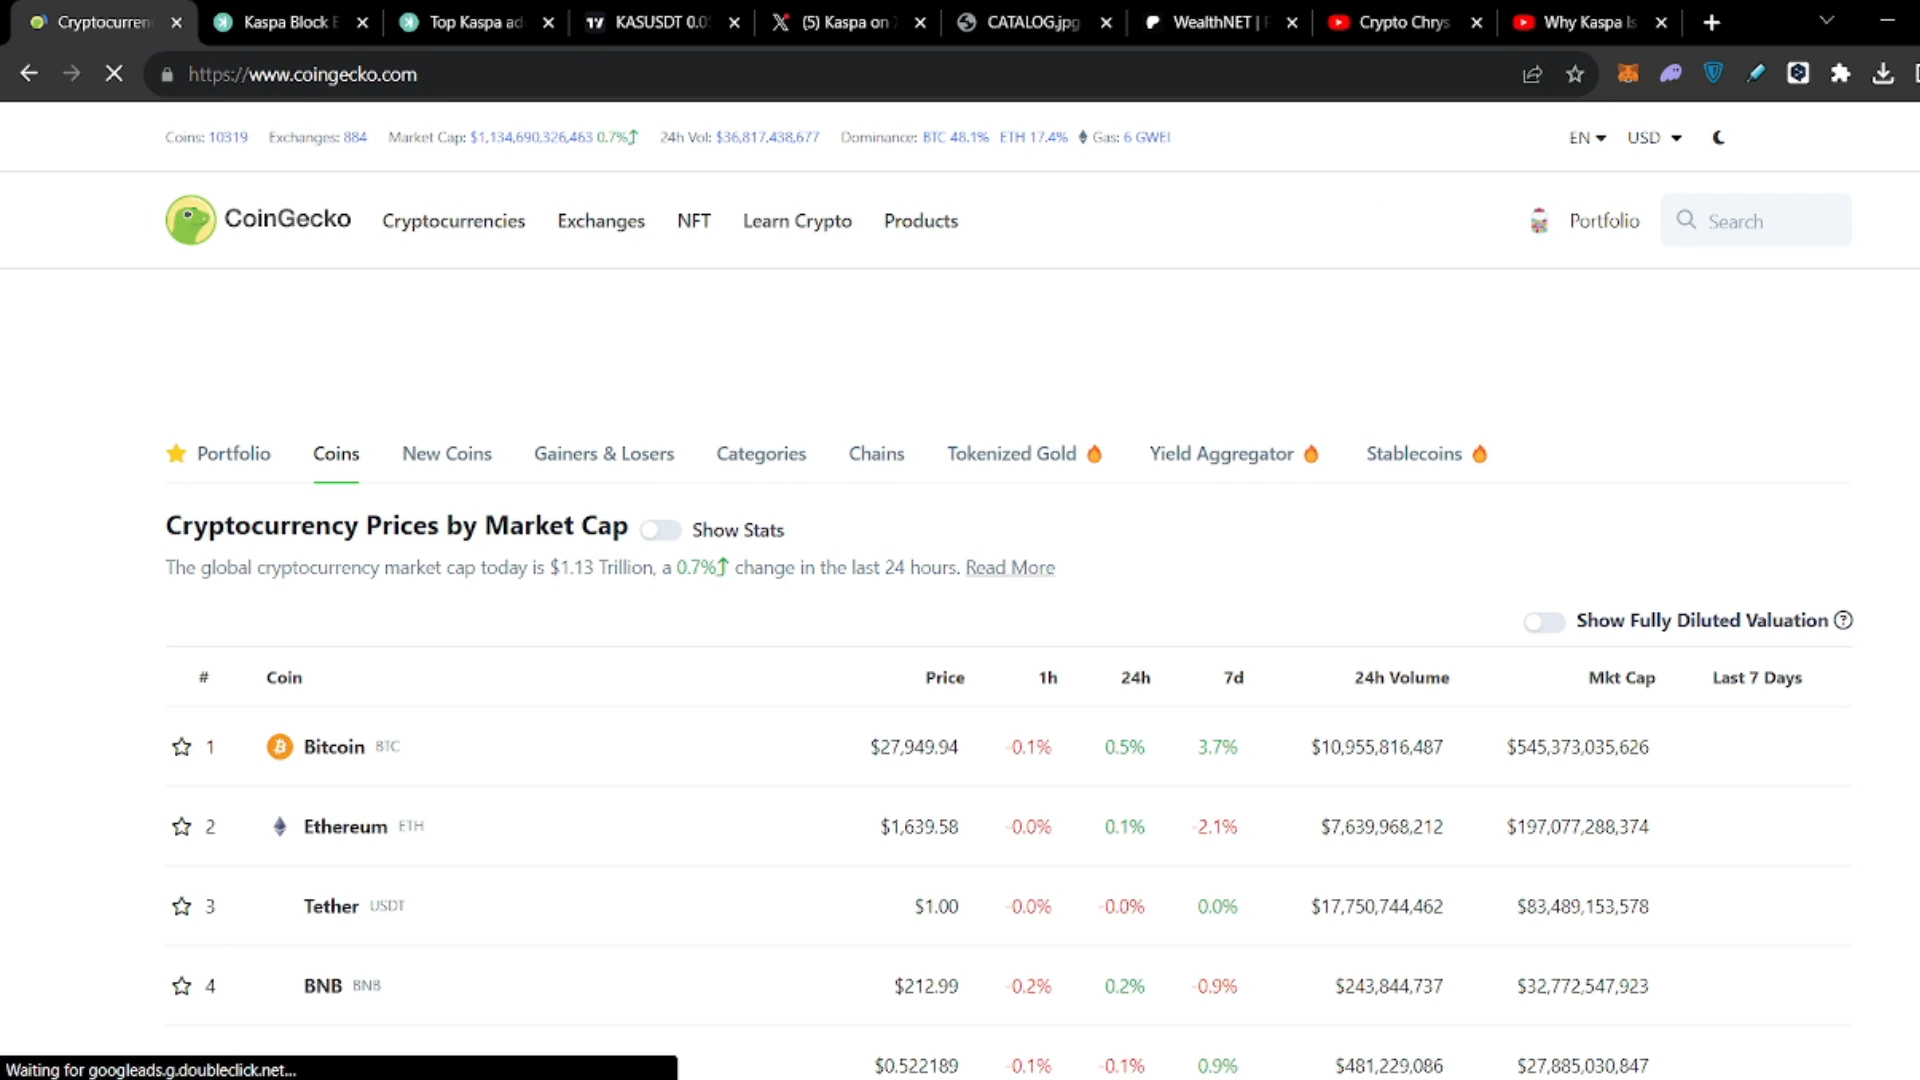 Cryptocurren
Kaspa Block E
Top Kaspa ad
KASUSDT 0.0
(5) Kaspa on
CATALOG.jpg
WealthNET |
Crypto Chrys
Why Kaspa Is
https://www.coingecko.com
Coins: 10319 Exchanges: 884 Market Cap: $1,134,690,326,463 0.7% 24h Vol: $36,817,438,677 Dominance: BTC 48.1% ETH 17.4% Gas: 6 GWEI
EN USD
CoinGecko Cryptocurrencies Exchanges NFT Learn Crypto Products
Portfolio Search
Portfolio Coins New Coins Gainers & Losers Categories Chains Tokenized Gold Yield Aggregator Stablecoins
Cryptocurrency Prices by Market Cap Show Stats
The global cryptocurrency market cap today is $1.13 Trillion, a 0.7% change in the last 24 hours. Read More
Show Fully Diluted Valuation ?
# Coin Price 1h 24h 7d 24h Volume Mkt Cap Last 7 Days
1 Bitcoin BTC $27,949.94 -0.1% 0.5% 3.7% $10,955,816,487 $545,373,035,626
2 Ethereum ETH $1,639.58 -0.0% 0.1% -2.1% $7,639,968,212 $197,077,288,374
3 Tether USDT $1.00 -0.0% -0.0% 0.0% $17,750,744,462 $83,489,153,578
4 BNB BNB $212.99 -0.2% 0.2% -0.9% $243,844,737 $32,772,547,923
$0.522189 -0.1% -0.1% 0.9% $481,229,086 $27,885,030,847
Waiting for googleads.g.doubleclick.net...